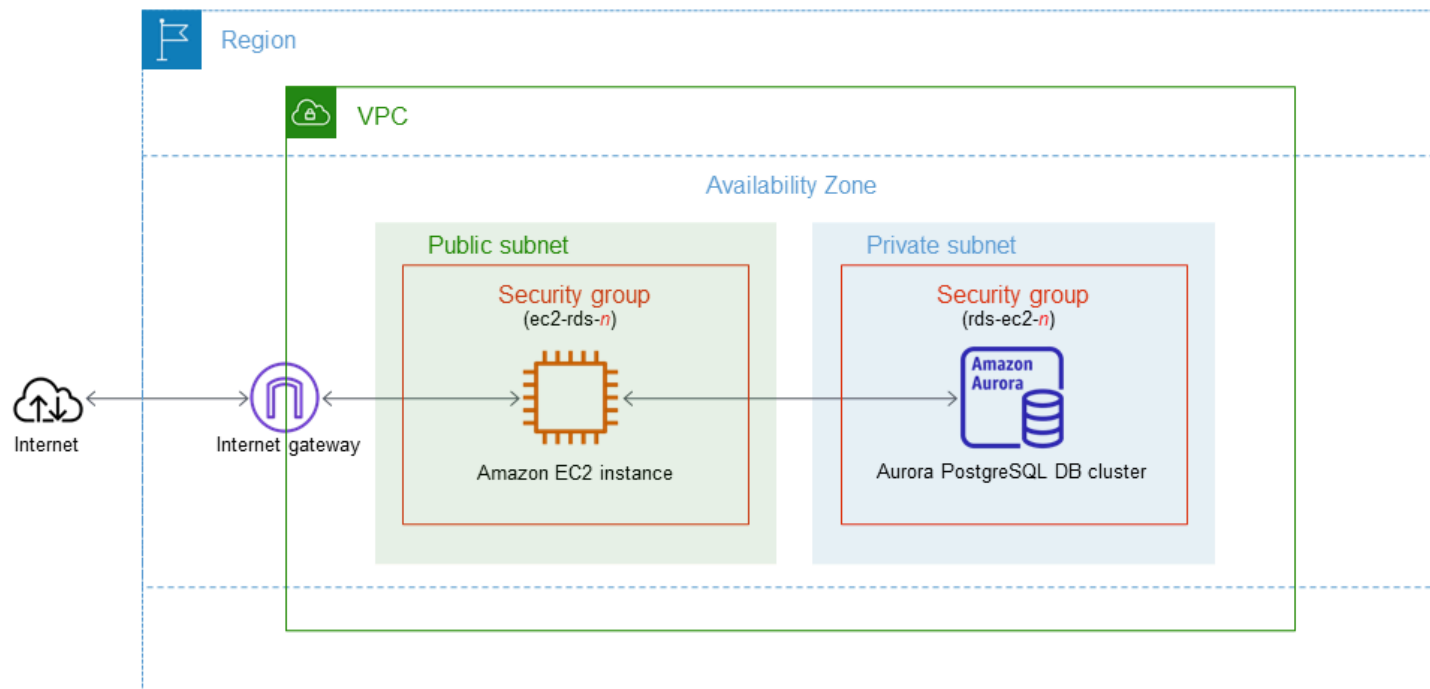 Region
VPC
Availability Zone
Public subnet
Private subnet
Security group
(ec2-rds-n)
Security group
(rds-ec2-n)
Amazon
Aurora
Internet
Internet gateway
Amazon EC2 instance
Aurora PostgreSQL DB cluster